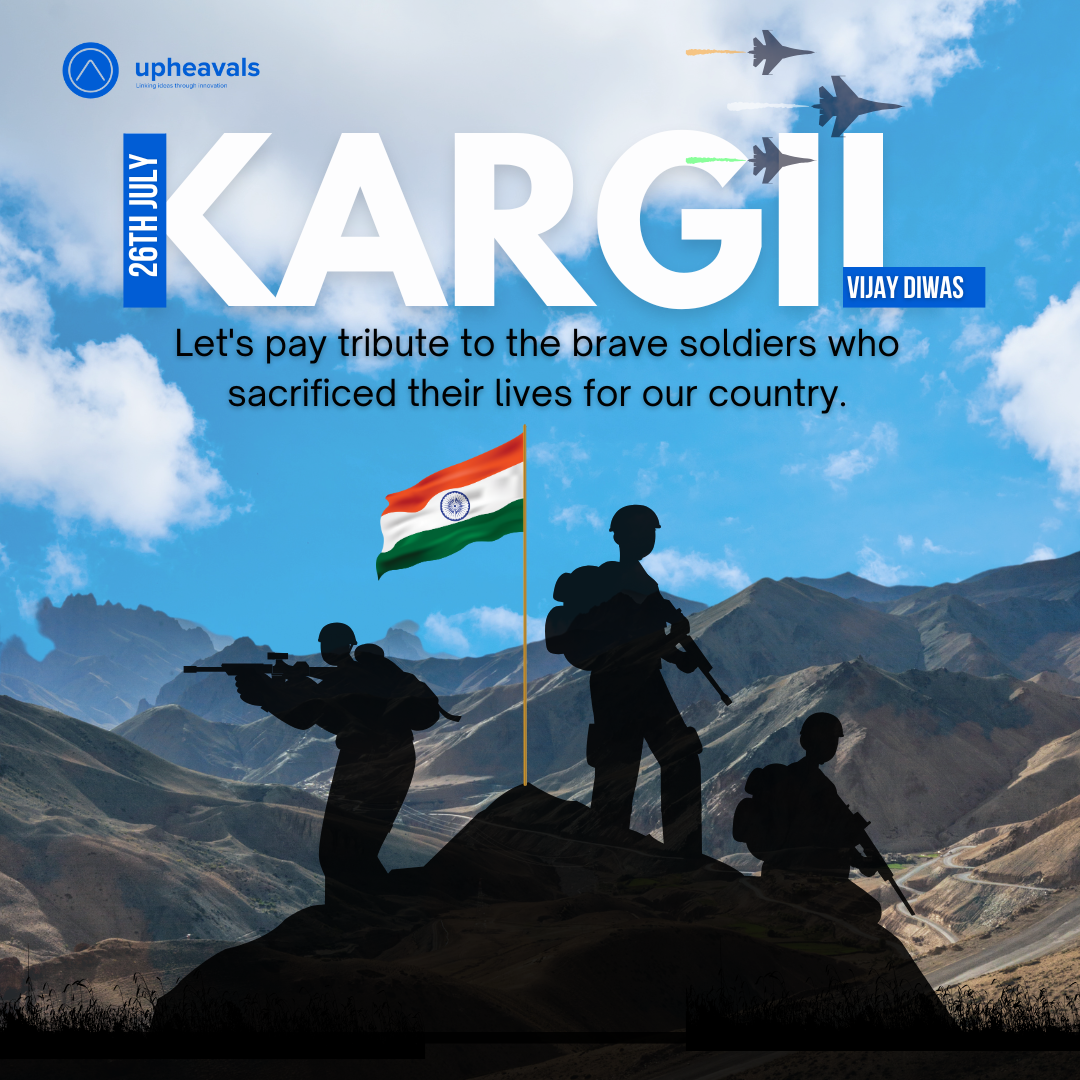 upheavals
Linking ideas through innovation
26TH JULY
KARGIL
VIJAY DIWAS
Let's pay tribute to the brave soldiers who
sacrificed their lives for our country.